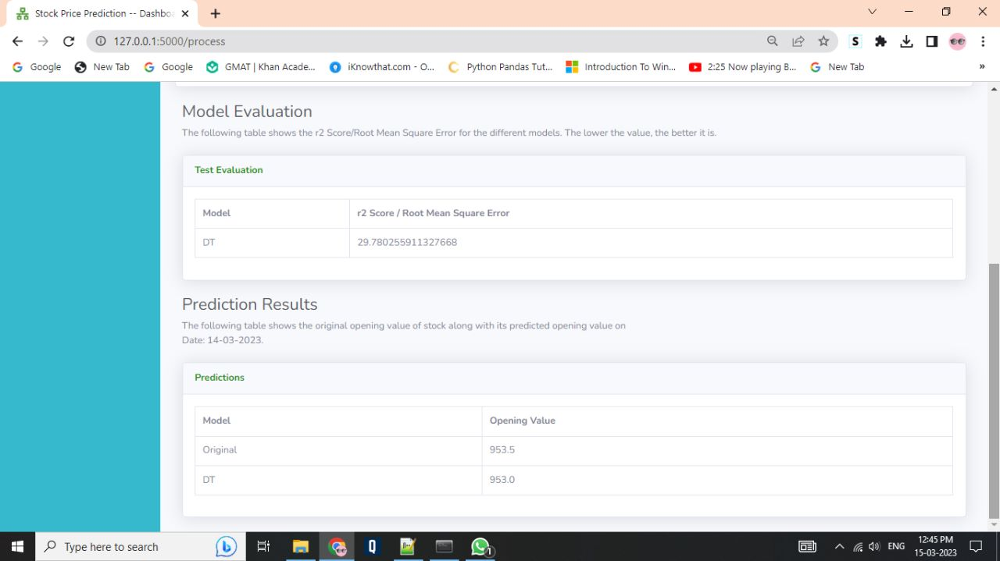 Stock Price Prediction -- Dashbo
127.0.0.1:5000/process
S
Google
New Tab
Google
GMAT | Khan Acade...
iKnowthat.com - O...
Python Pandas Tut...
Introduction To Win...
2:25 Now playing B...
New Tab
»
Model Evaluation
The following table shows the r2 Score/Root Mean Square Error for the different models. The lower the value, the better it is.
Test Evaluation
Model r2 Score / Root Mean Square Error
DT 29.780255911327668
Prediction Results
The following table shows the original opening value of stock along with its predicted opening value on
Date: 14-03-2023.
Predictions
Model Opening Value
Original 953.5
DT 953.0
Type here to search
Q
1
ENG
12:45 PM
15-03-2023